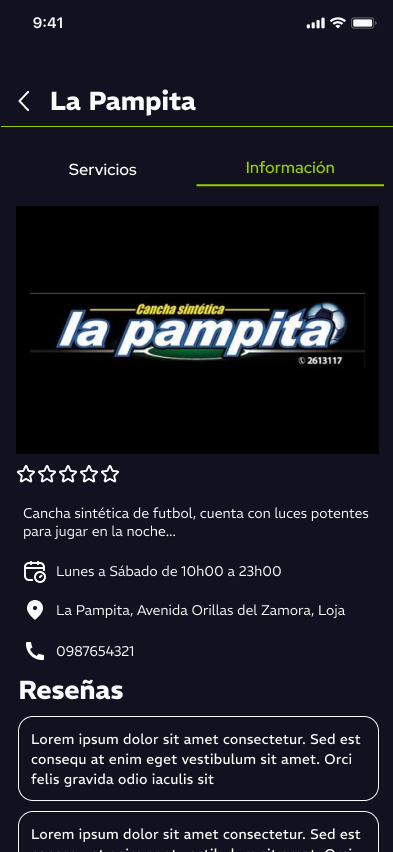 9:41
La Pampita
Servicios
Información
Cancha sintética
la pampita
2613117
Cancha sintética de futbol, cuenta con luces potentes
para jugar en la noche...
Lunes a Sábado de 10h00 a 23h00
La Pampita, Avenida Orillas del Zamora, Loja
0987654321
Reseñas
Lorem ipsum dolor sit amet consectetur. Sed est
consequ at enim eget vestibulum sit amet. Orci
felis gravida odio iaculis sit
Lorem ipsum dolor sit amet consectetur. Sed est